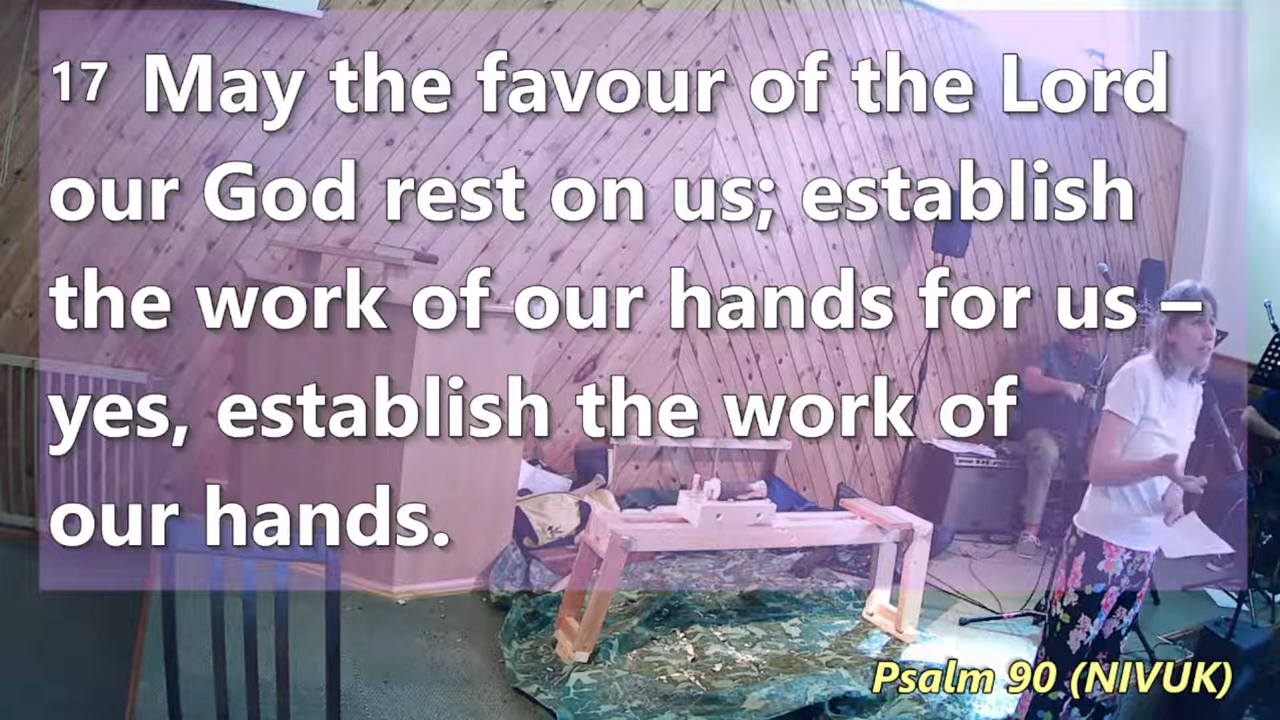 17 May the favour of the Lord
our God rest on us; establish
the work of our hands for us –
yes, establish the work of
our hands.
Psalm 90 (NIVUK)